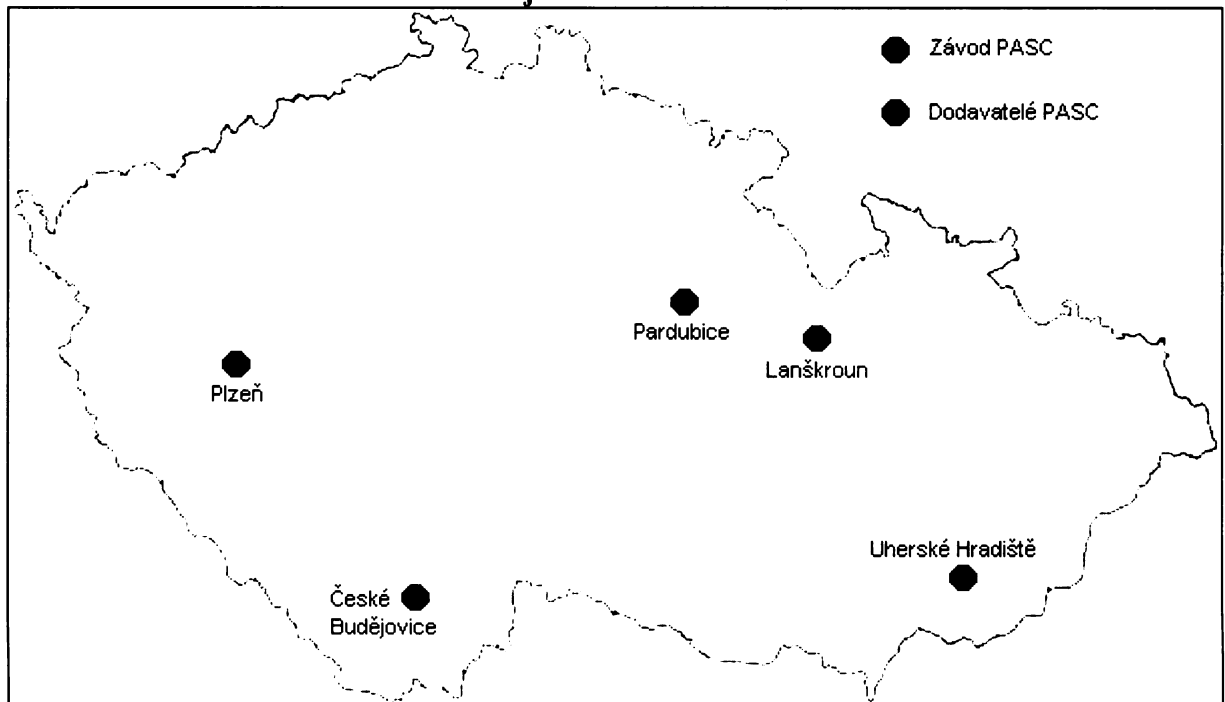 Závod PASC
Dodavatelé PASC
Pardubice
Lanškroun
Plzeň
Uherské Hradiště
České
Budějovice